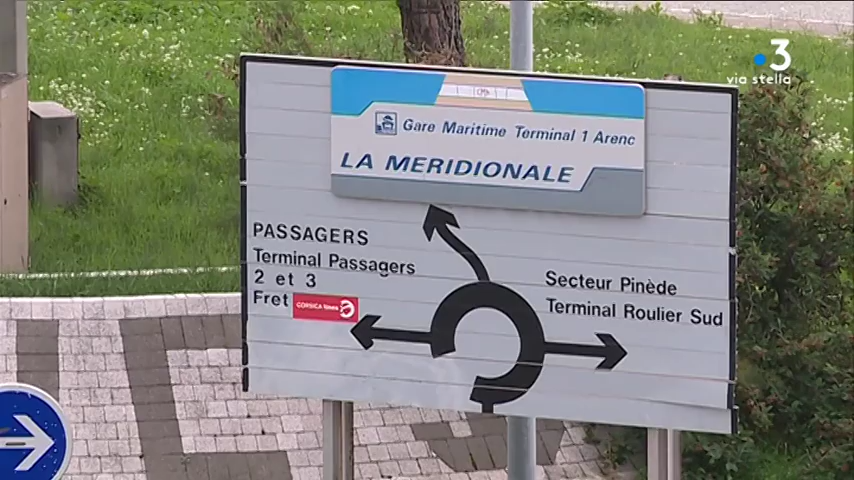 3
via stella
Gare Maritime Terminal 1 Arenc
LA MERIDIONALE
PASSAGERS
Terminal Passagers
2 et 3
Fret CORSICA linea
Secteur Pinède
Terminal Roulier Sud